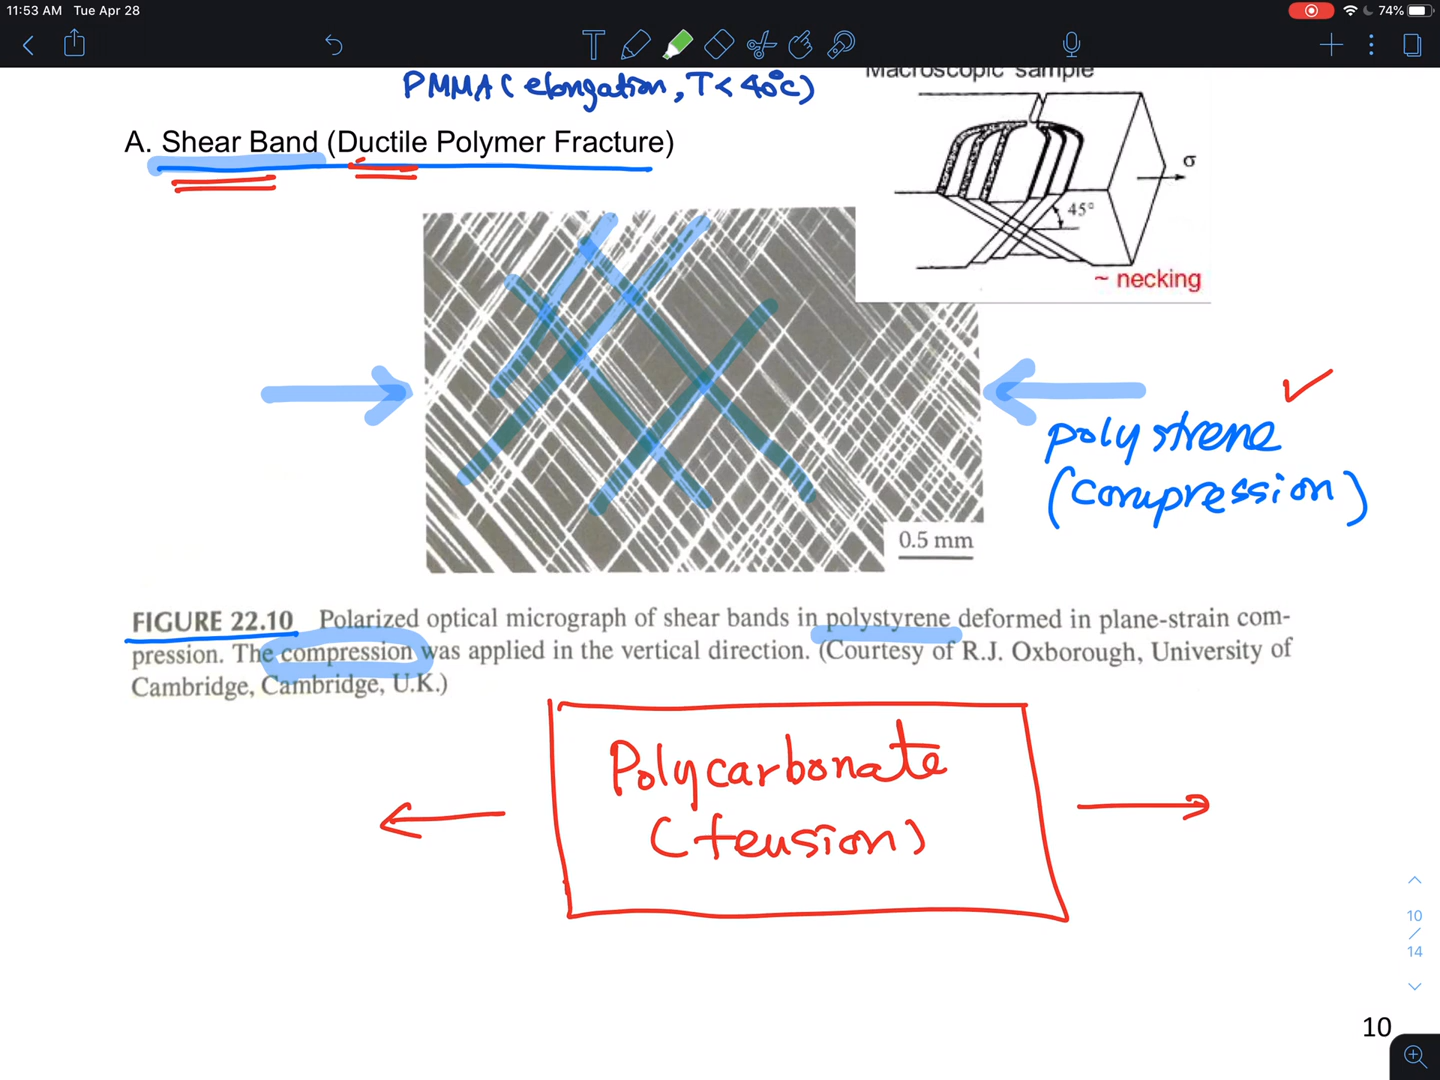 11:53 AM Tue Apr 28
74%
PMMA ( elongation, T < 40°C)
Macroscopic sample
A. Shear Band (Ductile Polymer Fracture)
σ
45°
~ necking
polystrene
(compression)
0.5 mm
FIGURE 22.10 Polarized optical micrograph of shear bands in polystyrene deformed in plane-strain com-
pression. The compression was applied in the vertical direction. (Courtesy of R.J. Oxborough, University of
Cambridge, Cambridge, U.K.)
Polycarbonate
(tension)
10
/
14
10